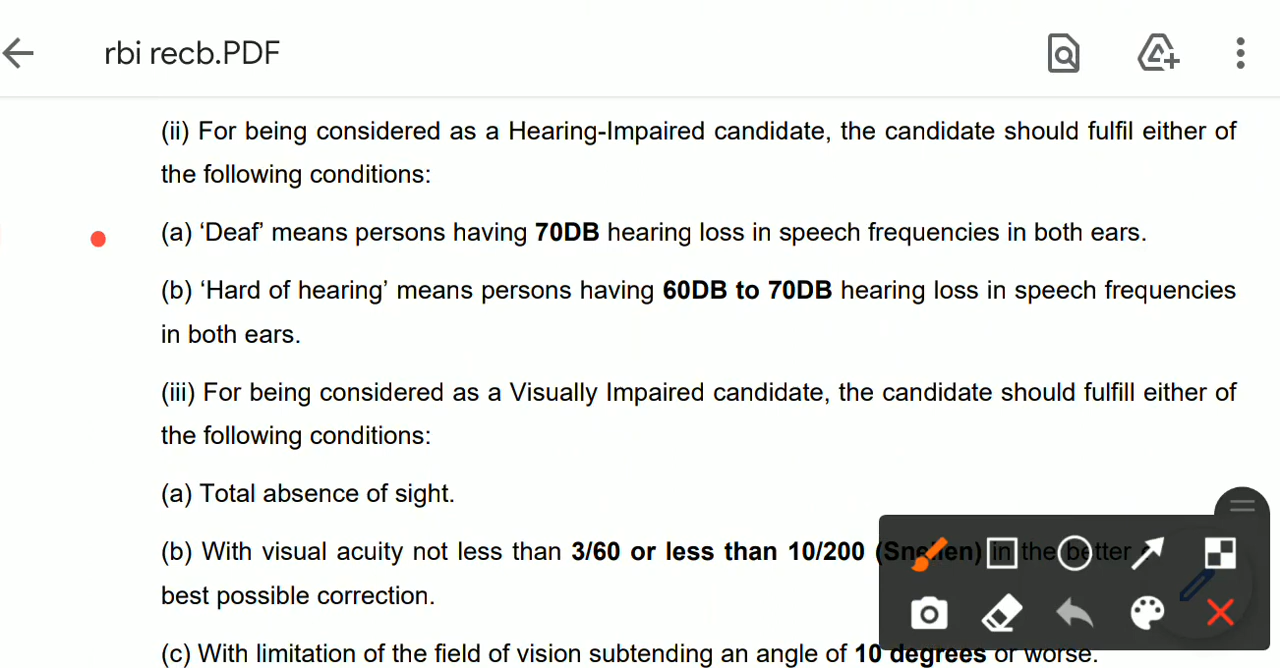 rbi recb.PDF
(ii) For being considered as a Hearing-Impaired candidate, the candidate should fulfil either of
the following conditions:
(a) ‘Deaf’ means persons having 70DB hearing loss in speech frequencies in both ears.
(b) ‘Hard of hearing’ means persons having 60DB to 70DB hearing loss in speech frequencies
in both ears.
(iii) For being considered as a Visually Impaired candidate, the candidate should fulfill either of
the following conditions:
(a) Total absence of sight.
(b) With visual acuity not less than 3/60 or less than 10/200 (Snellen) in the better
best possible correction.
(c) With limitation of the field of vision subtending an angle of 10 degrees or worse.